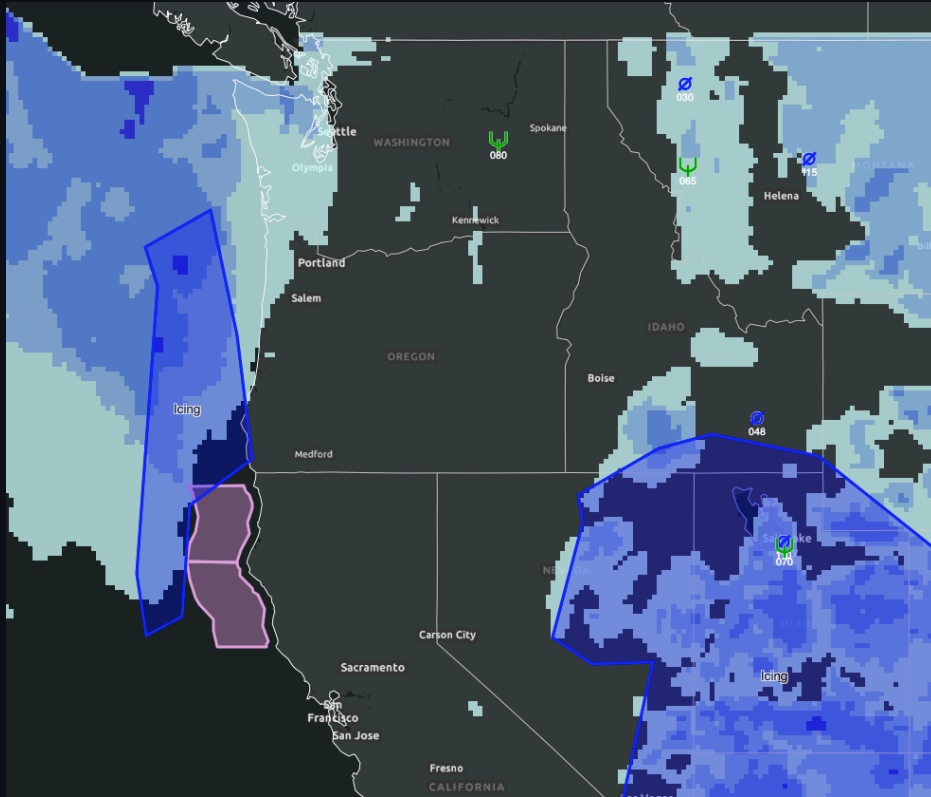 030
Seattle
WASHINGTON
Spokane
080
115
MONTANA
Olympia
065
Helena
Kennewick
Portland
Salem
IDAHO
OREGON
Boise
Icing
048
Medford
070
Carson City
Sacramento
Icing
San
Francisco
San Jose
Fresno
CALIFORNIA